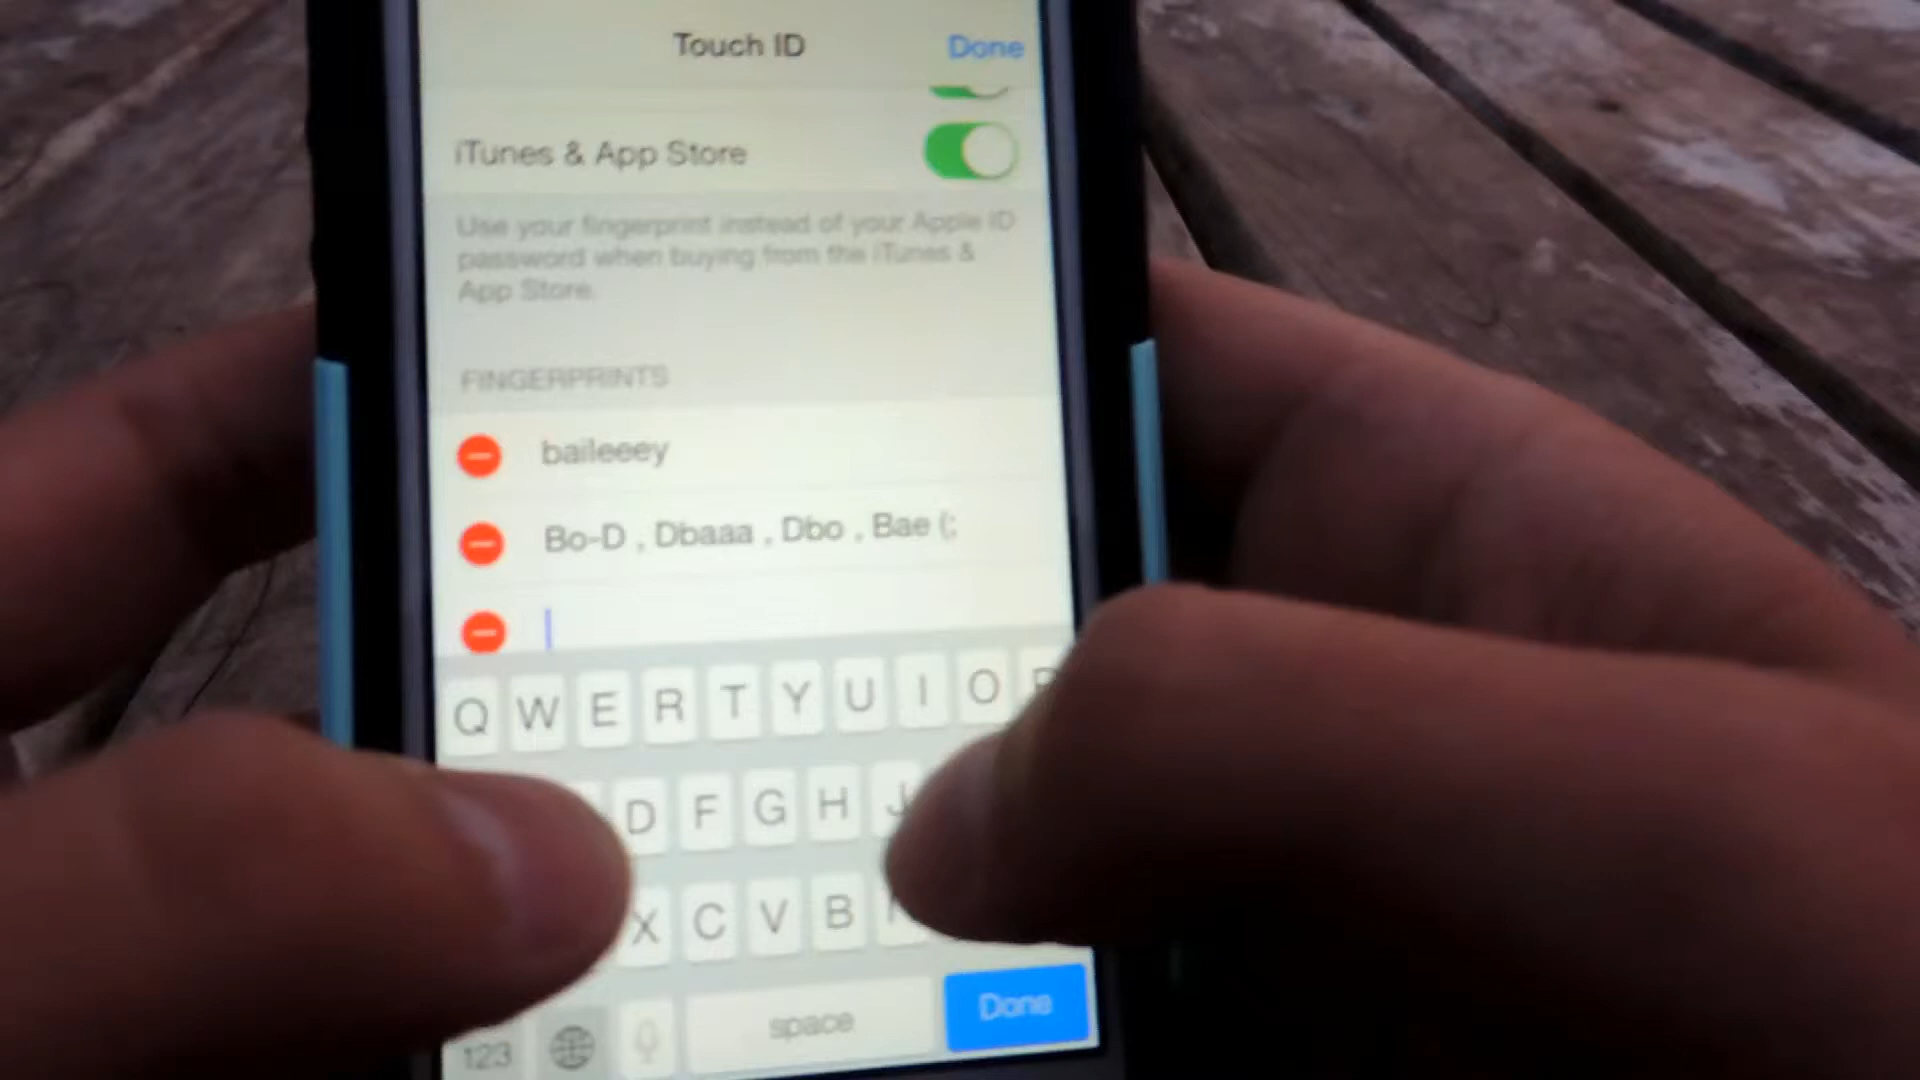 Touch ID
Done
iTunes & App Store
Use your fingerprint instead of your Apple ID
password when buying from the iTunes &
App Store.
FINGERPRINTS
baileeey
Bo-D , Dbaaa , Dbo , Bae (;
Q W E R T Y U I O P
D F G H J
X C V B
123 space Done